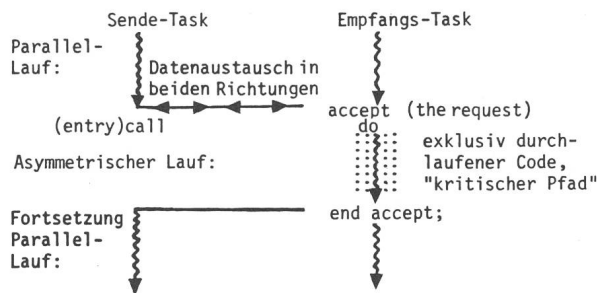 Sende-Task Empfangs-Task
Parallel-
Lauf:
Datenaustausch in
beiden Richtungen
(entry)call
accept (the request)
do
exklusiv durch-
laufener Code,
"kritischer Pfad"
Asymmetrischer Lauf:
Fortsetzung
Parallel-
Lauf:
end accept;